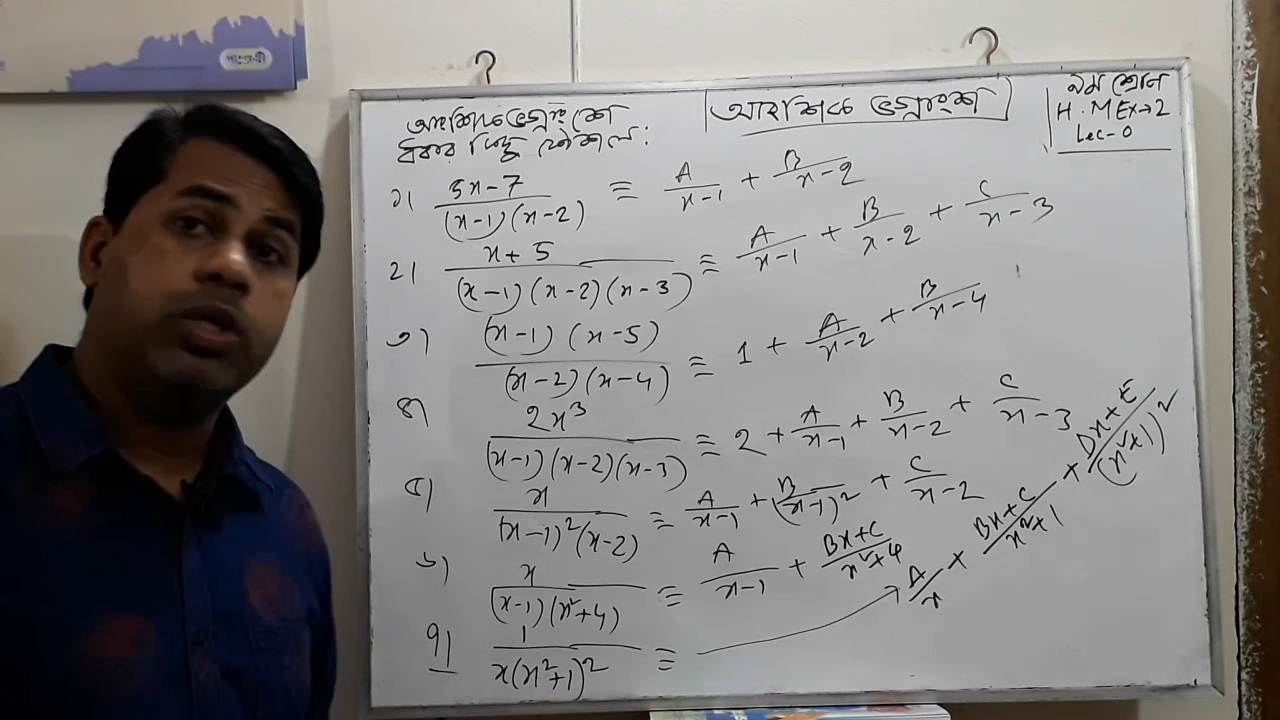 পাঞ্জেরী
আংশিক ভগ্নাংশে
ধরার কিছু কৌশল:
আংশিক ভগ্নাংশ
৯ম শ্রেণি
H.M Ex→2
Lec-0
১। 5x-7/(x-1)(x-2) ≡ A/x-1 + B/x-2
২। x+5/(x-1)(x-2)(x-3) ≡ A/x-1 + B/x-2 + C/x-3
৩। (x-1)(x-5)/(x-2)(x-4) ≡ 1 + A/x-2 + B/x-4
৪। 2x³/(x-1)(x-2)(x-3) ≡ 2 + A/x-1 + B/x-2 + C/x-3
৫। x/(x-1)²(x-2) ≡ A/x-1 + B/(x-1)² + C/x-2
৬। x/(x-1)(x²+4) ≡ A/x-1 + Bx+C/x²+4
৭। 1/x(x²+1)² ≡ → A/x + Bx+C/x²+1 + Dx+E/(x²+1)²